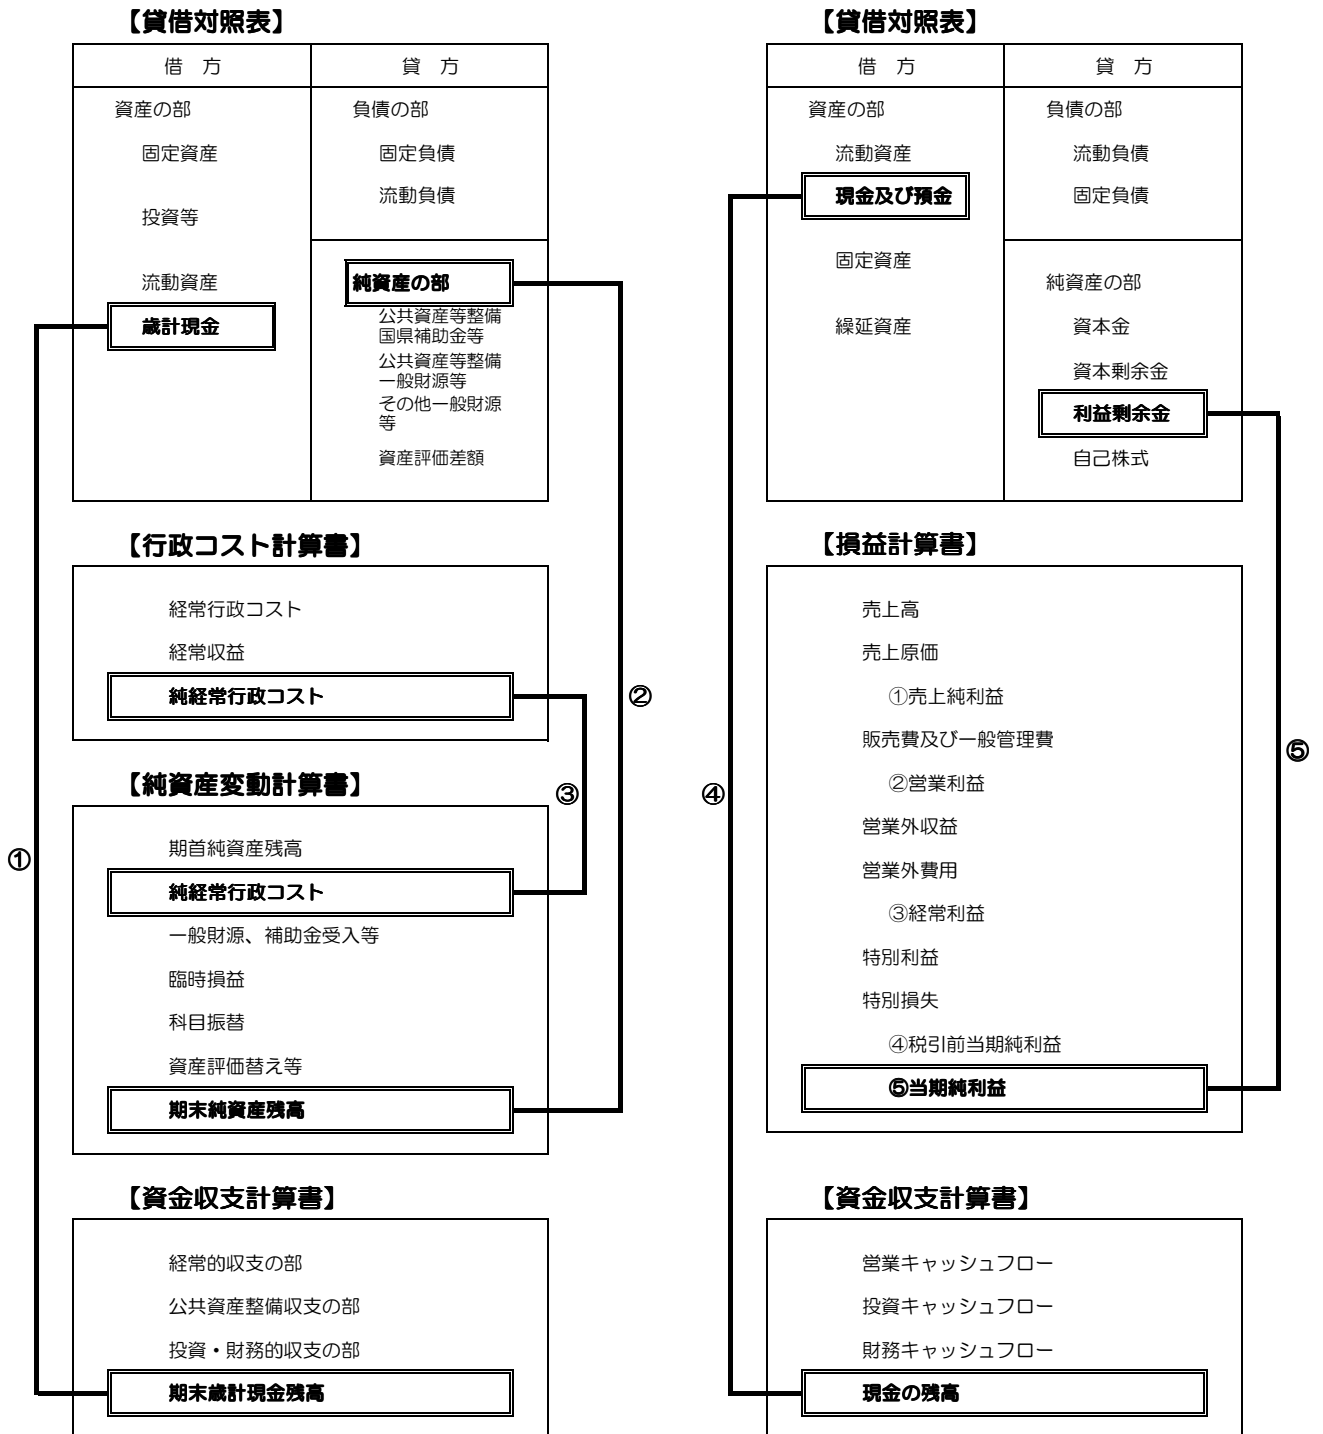 【貸借対照表】
借　方
貸　方
資産の部
負債の部
固定資産
固定負債
流動負債
投資等
流動資産
純資産の部
歳計現金
公共資産等整備
国県補助金等
公共資産等整備
一般財源等
その他一般財源
等
資産評価差額
【行政コスト計算書】
経常行政コスト
経常収益
純経常行政コスト
②
【純資産変動計算書】
③
期首純資産残高
①
純経常行政コスト
一般財源、補助金受入等
臨時損益
科目振替
資産評価替え等
期末純資産残高
【資金収支計算書】
経常的収支の部
公共資産整備収支の部
投資・財務的収支の部
期末歳計現金残高
【貸借対照表】
借　方
貸　方
資産の部
負債の部
流動資産
流動負債
現金及び預金
固定負債
固定資産
純資産の部
繰延資産
資本金
資本剰余金
利益剰余金
自己株式
【損益計算書】
売上高
売上原価
①売上純利益
販売費及び一般管理費
⑤
②営業利益
④
営業外収益
営業外費用
③経常利益
特別利益
特別損失
④税引前当期純利益
⑤当期純利益
【資金収支計算書】
営業キャッシュフロー
投資キャッシュフロー
財務キャッシュフロー
現金の残高